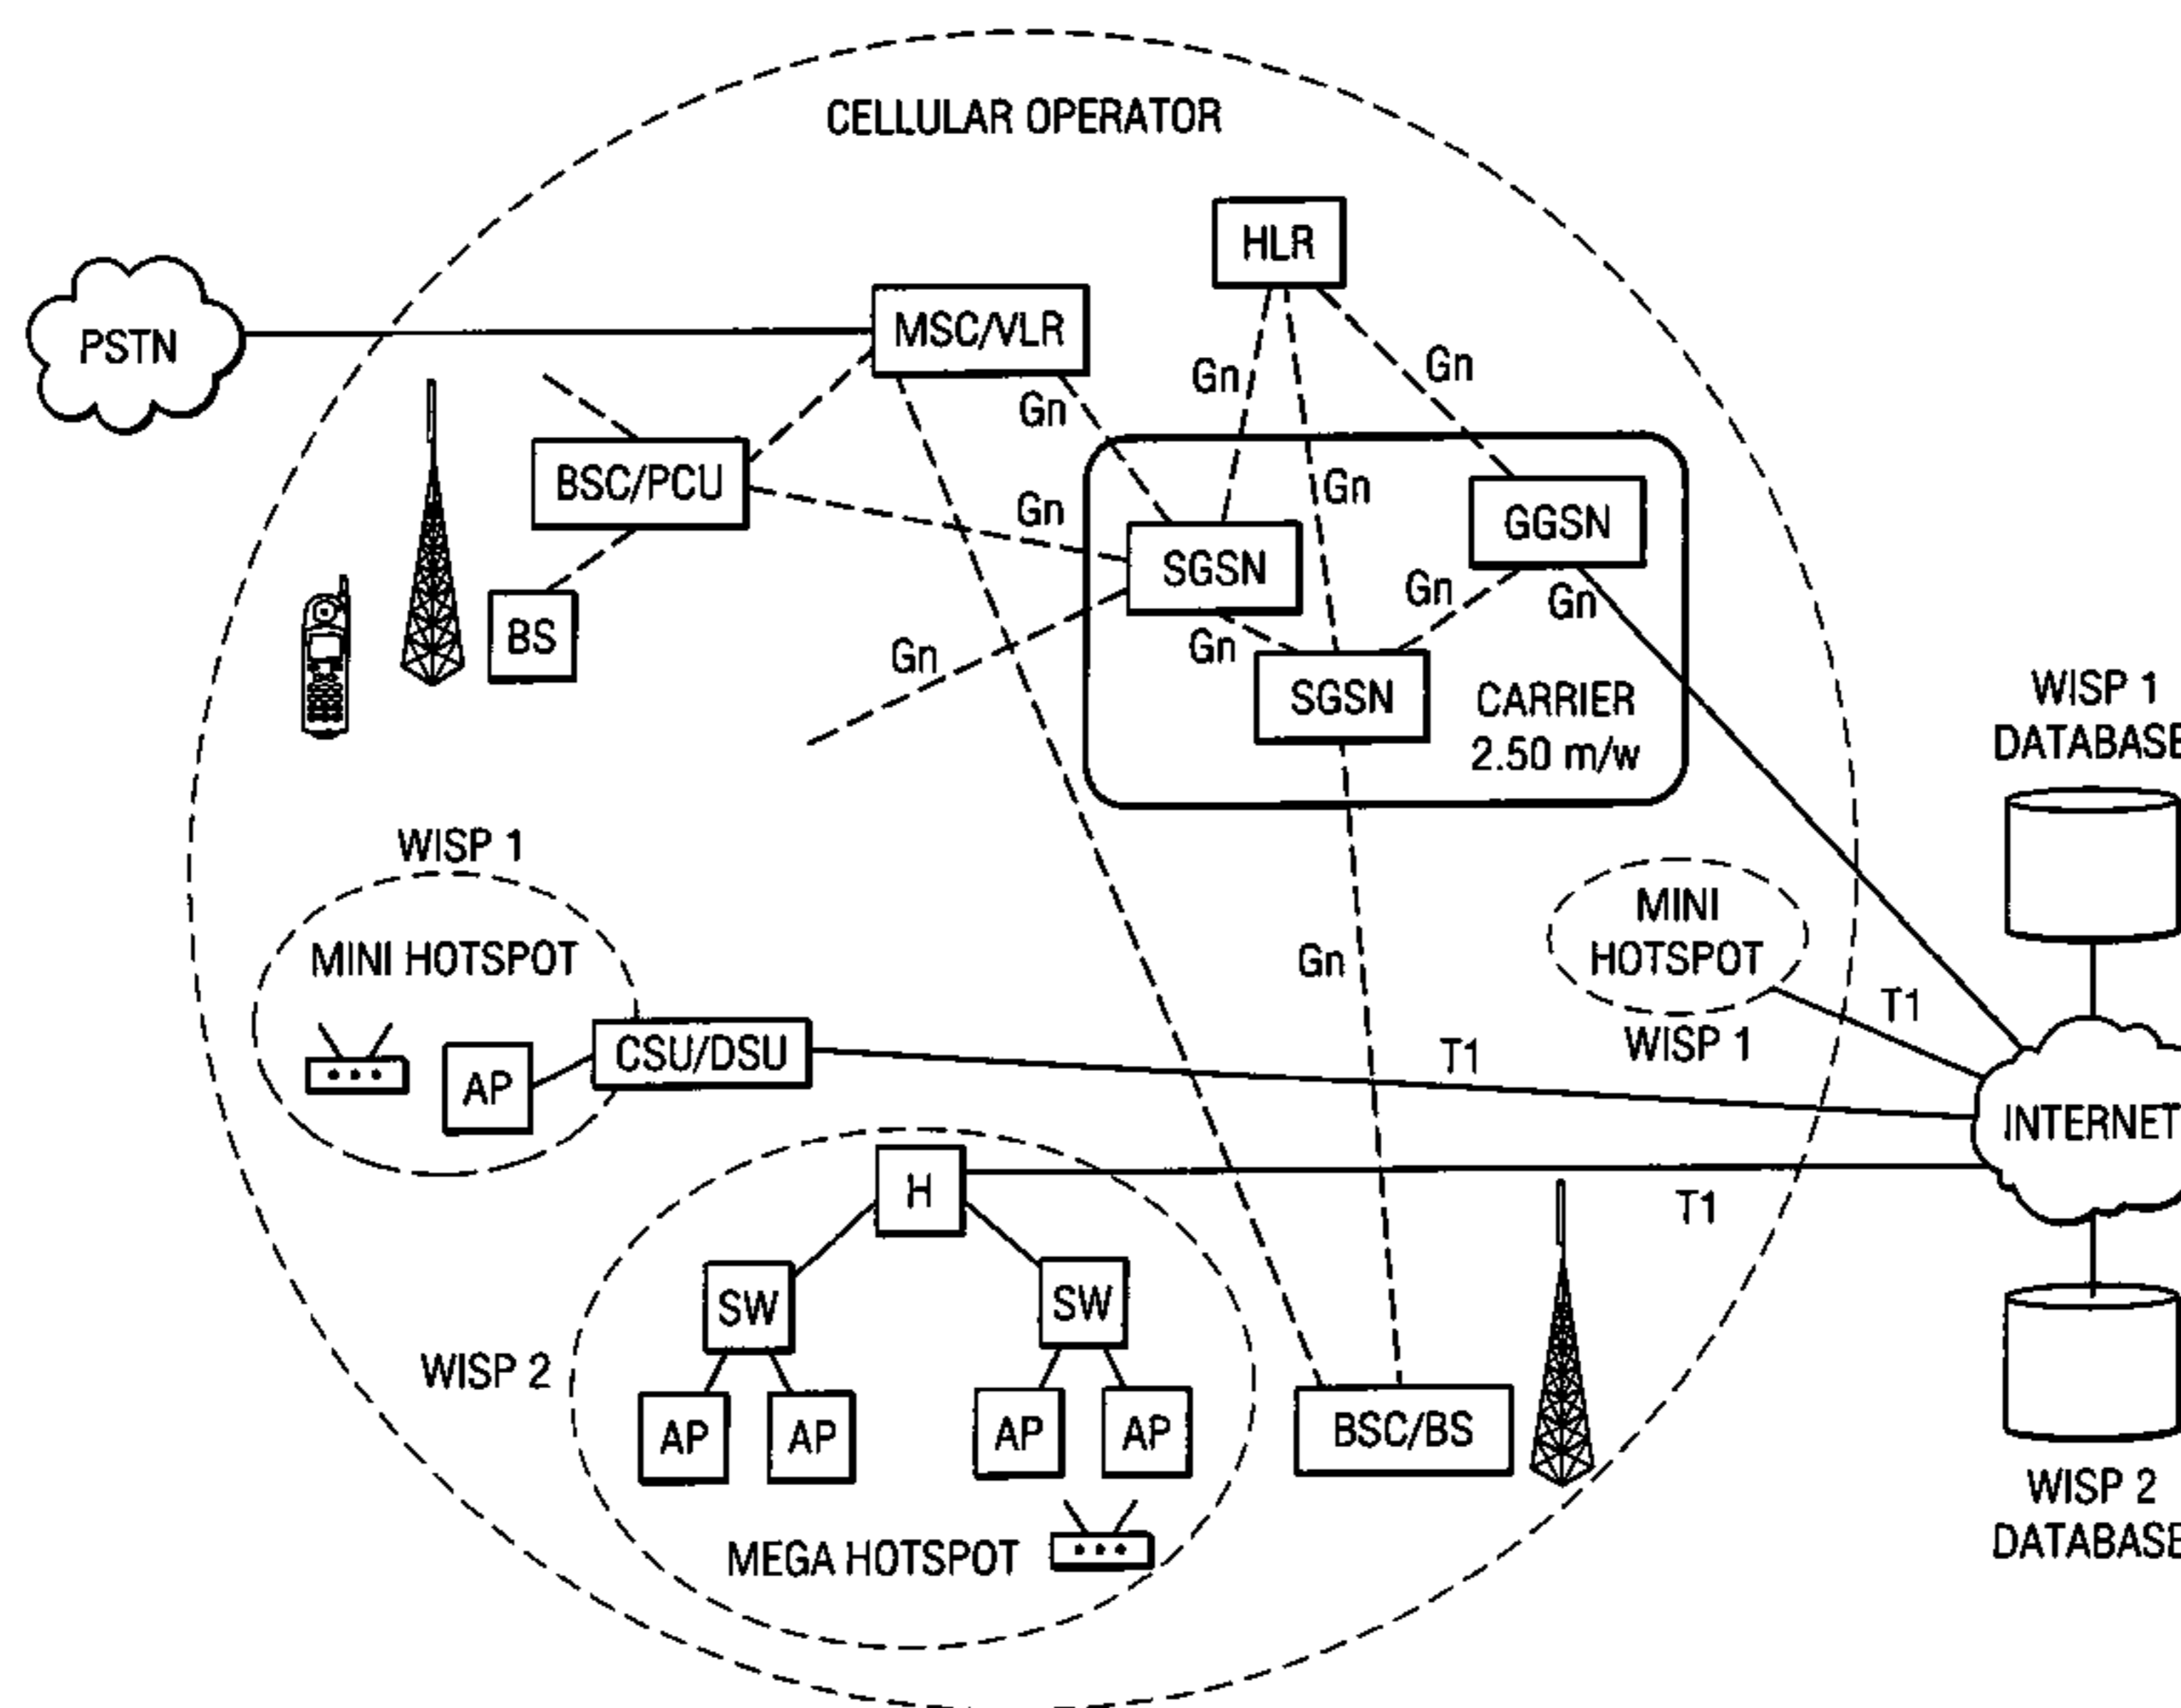 CELLULAR OPERATOR
HLR
PSTN
MSC/VLR
Gn
Gn
Gn
BSC/PCU
Gn
Gn
GGSN
SGSN
Gn
Gn
BS
Gn
Gn
SGSN
CARRIER
2.50 m/w
WISP 1
DATABASE
WISP 1
MINI HOTSPOT
MINI
HOTSPOT
Gn
T1
WISP 1
T1
CSU/DSU
AP
INTERNET
H
T1
SW
SW
WISP 2
AP
AP
AP
AP
BSC/BS
MEGA HOTSPOT
WISP 2
DATABASE